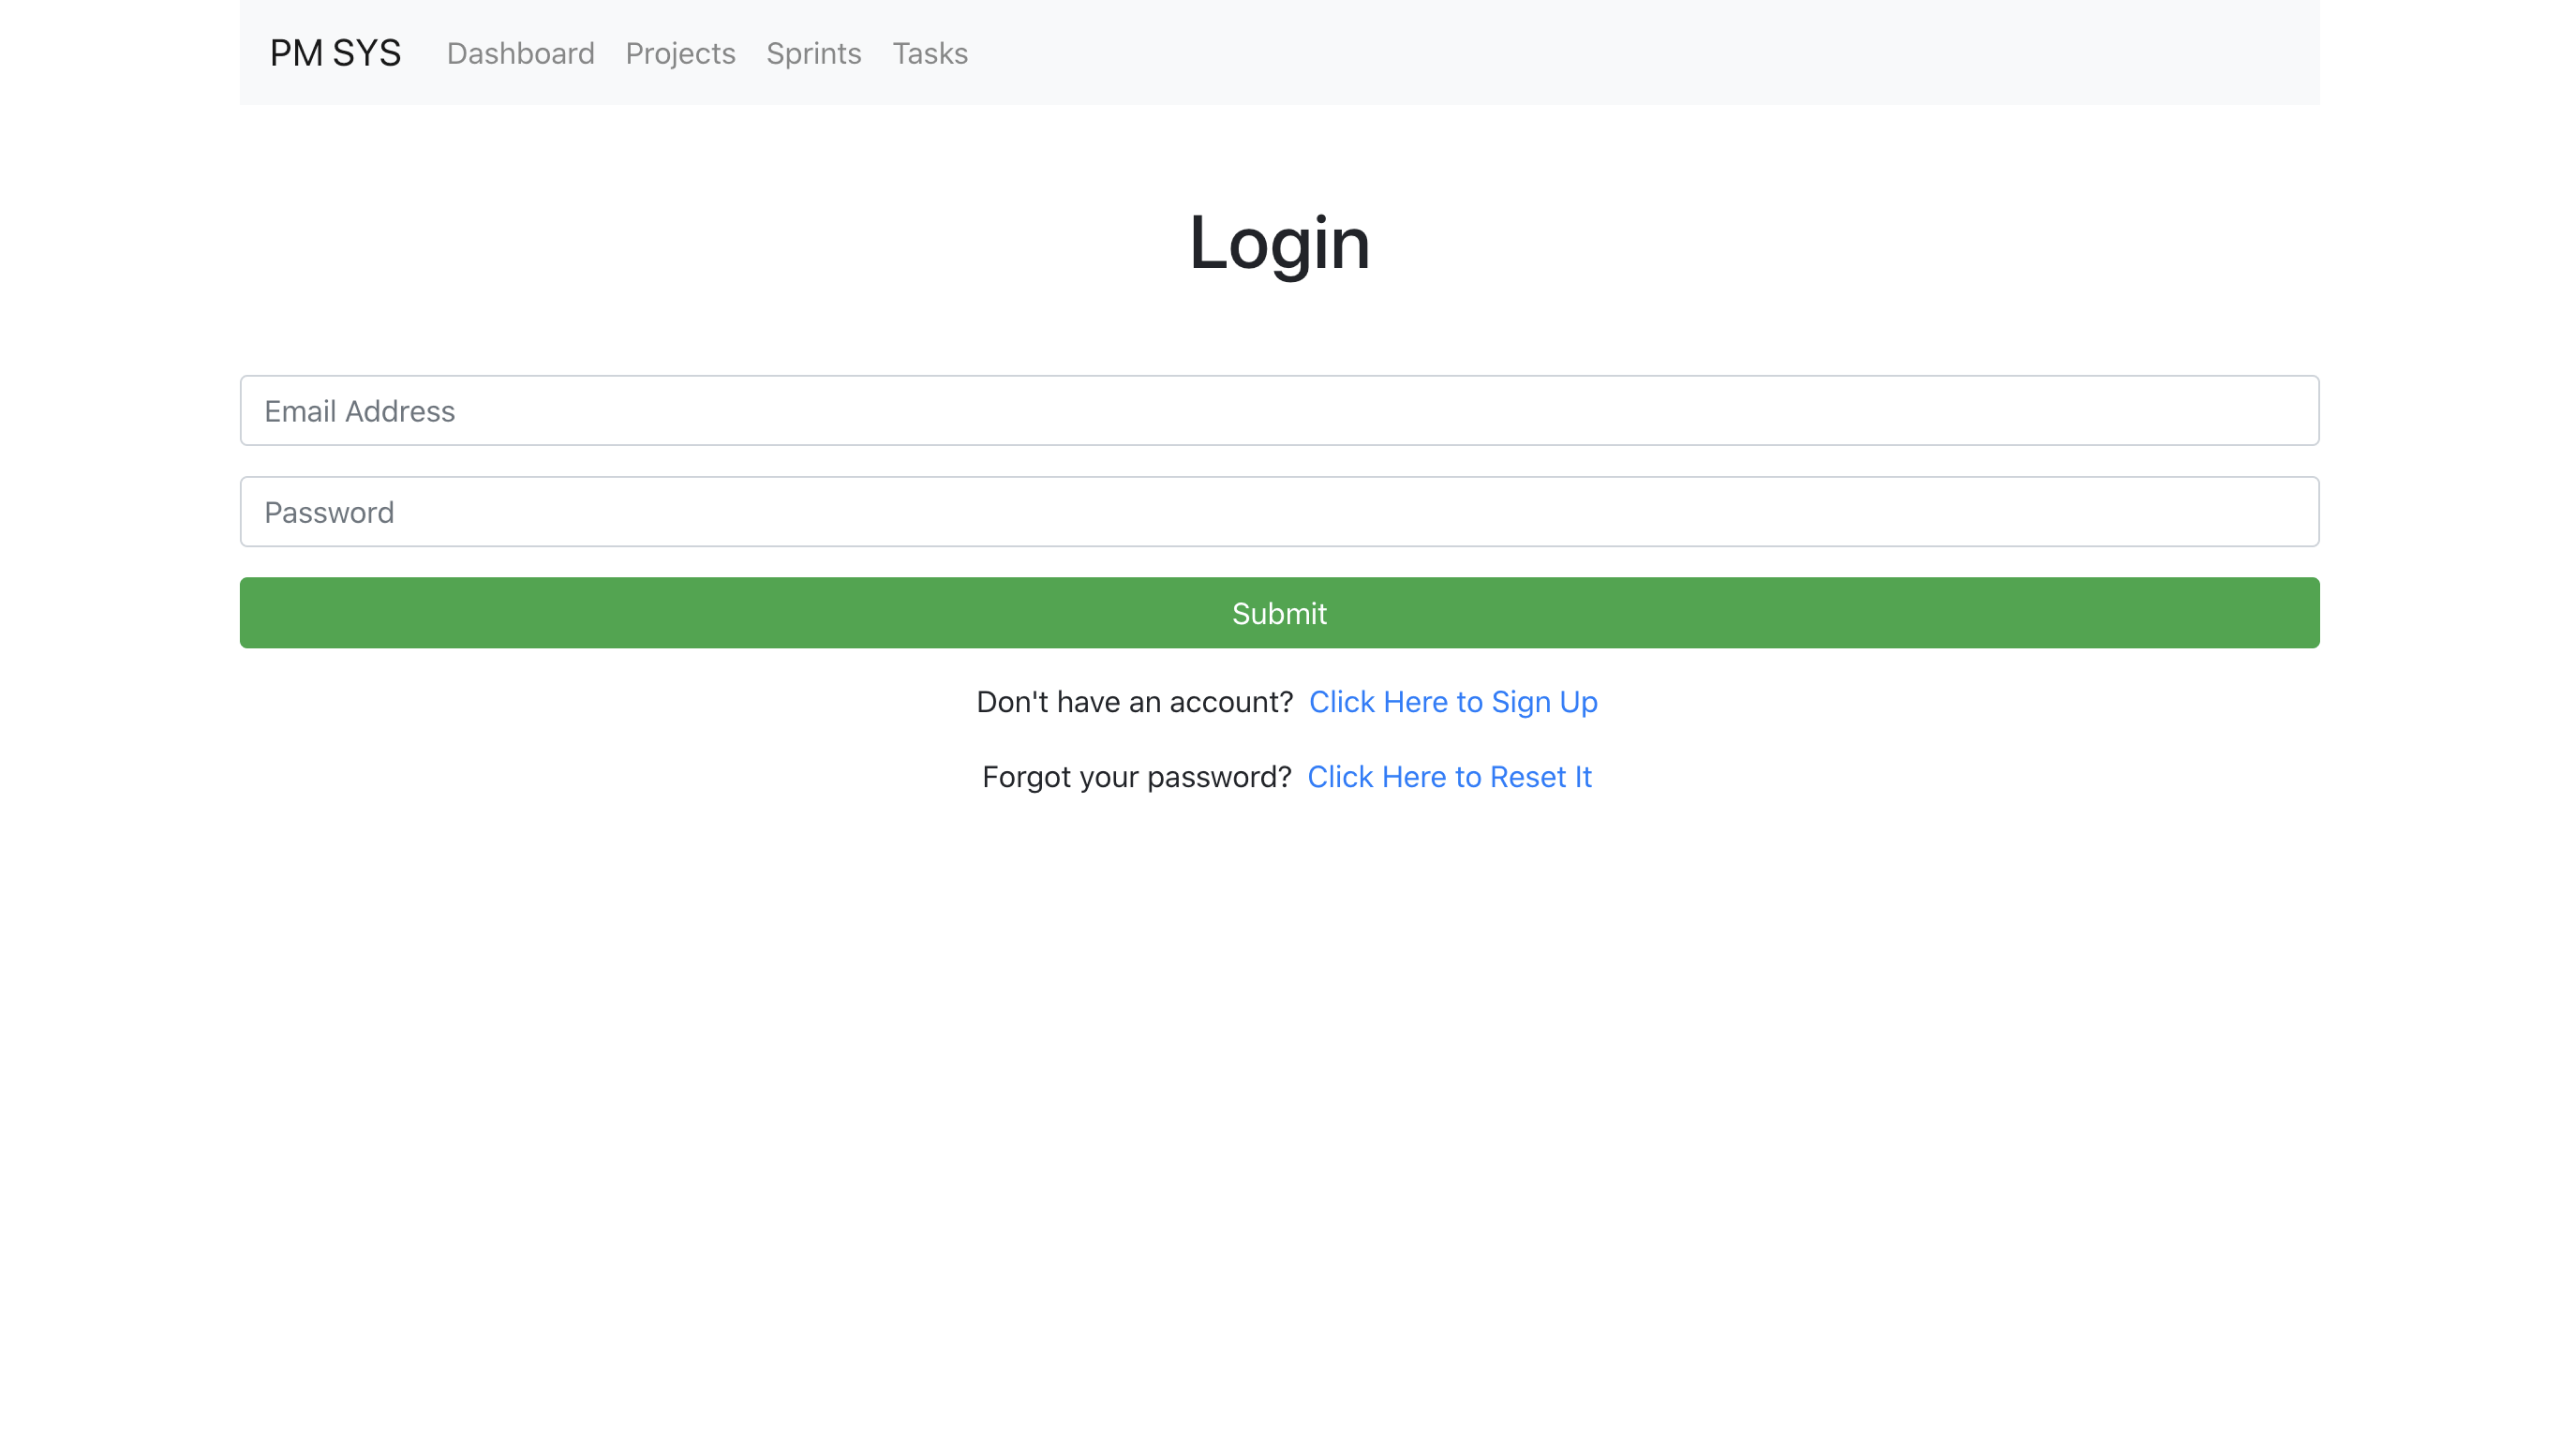 PM SYS Dashboard Projects Sprints Tasks
Login
Email Address
Password
Submit
Don't have an account? Click Here to Sign Up
Forgot your password? Click Here to Reset It